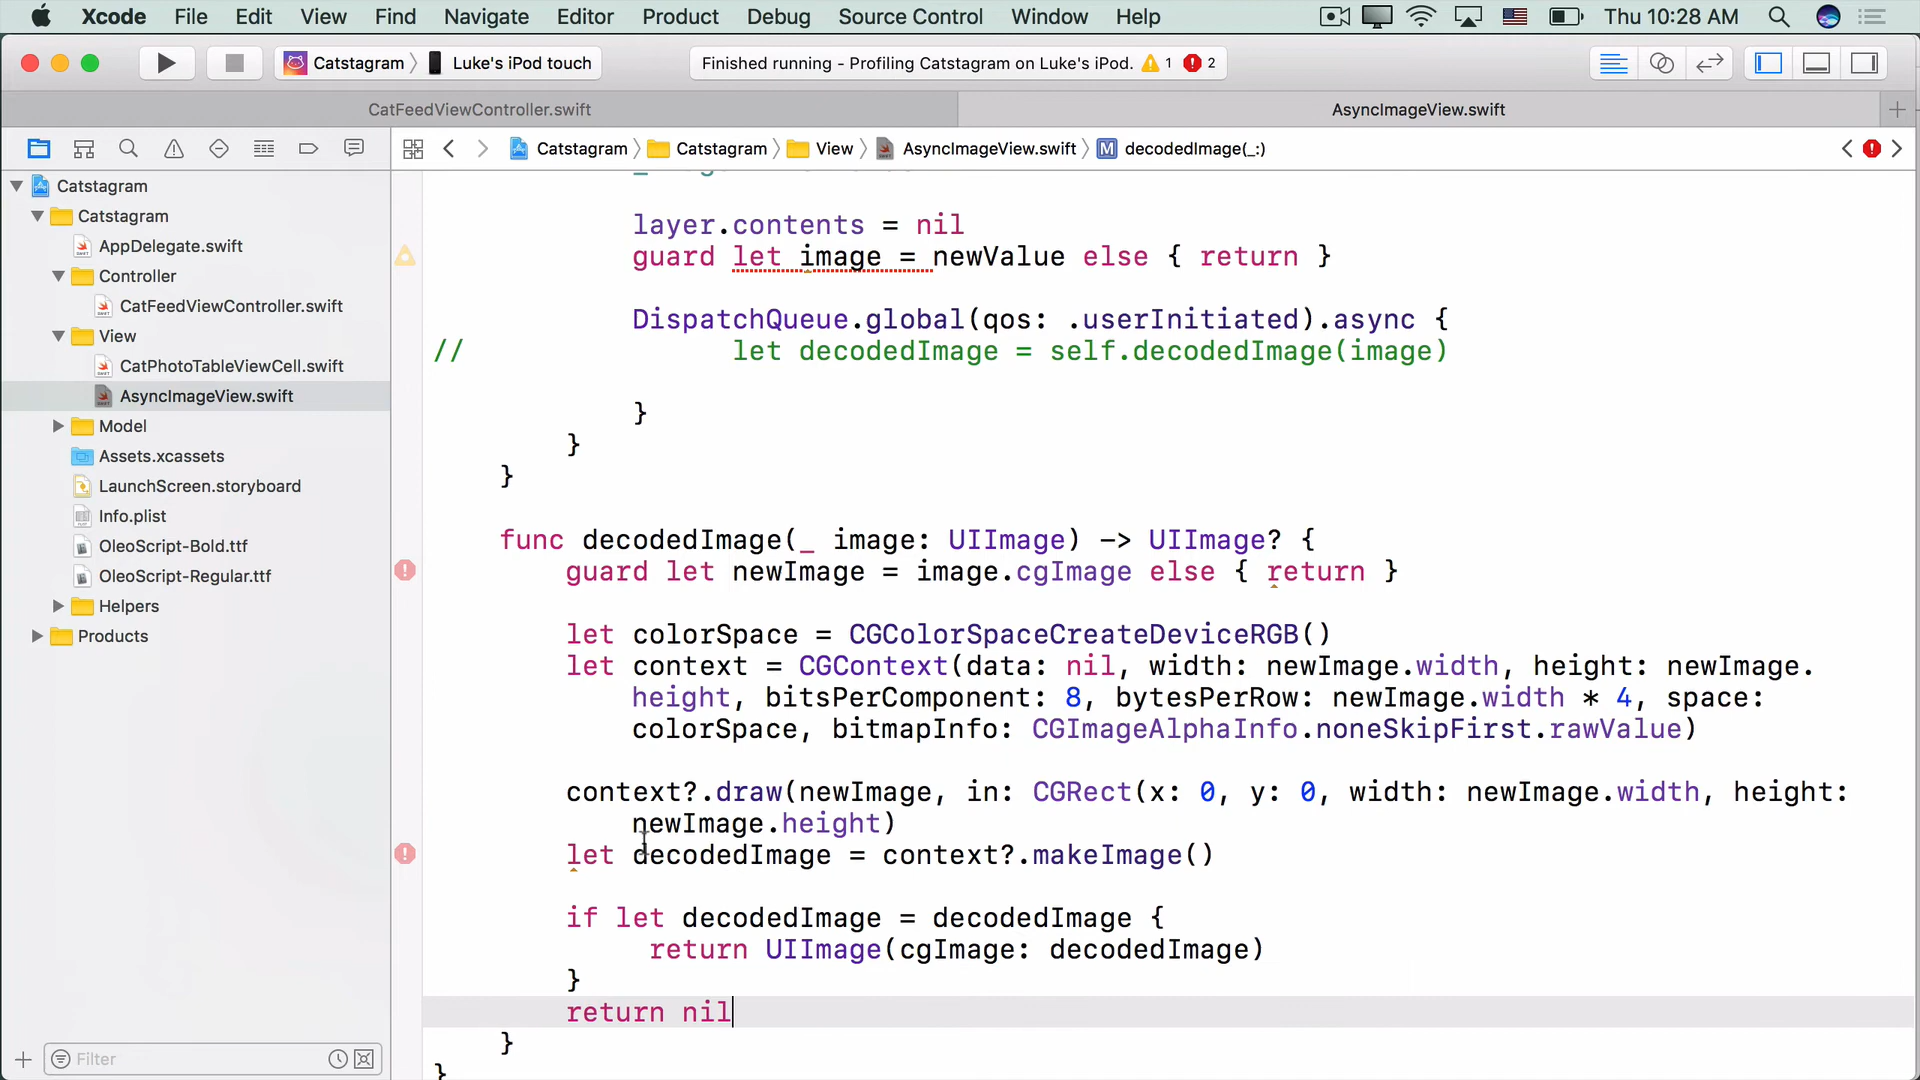 Xcode File Edit View Find Navigate Editor Product Debug Source Control Window Help Thu 10:28 AM
Catstagram Luke's iPod touch Finished running - Profiling Catstagram on Luke's iPod. 1 2
CatFeedViewController.swift AsyncImageView.swift
Catstagram Catstagram View AsyncImageView.swift M decodedImage(_:)
Catstagram
Catstagram
AppDelegate.swift
Controller
CatFeedViewController.swift
View
CatPhotoTableViewCell.swift
AsyncImageView.swift
Model
Assets.xcassets
LaunchScreen.storyboard
Info.plist
OleoScript-Bold.ttf
OleoScript-Regular.ttf
Helpers
Products
Filter
layer.contents = nil
guard let image = newValue else { return }
DispatchQueue.global(qos: .userInitiated).async {
// let decodedImage = self.decodedImage(image)
}
}
}
func decodedImage(_ image: UIImage) -> UIImage? {
guard let newImage = image.cgImage else { return }
let colorSpace = CGColorSpaceCreateDeviceRGB()
let context = CGContext(data: nil, width: newImage.width, height: newImage.
height, bitsPerComponent: 8, bytesPerRow: newImage.width * 4, space:
colorSpace, bitmapInfo: CGImageAlphaInfo.noneSkipFirst.rawValue)
context?.draw(newImage, in: CGRect(x: 0, y: 0, width: newImage.width, height:
newImage.height)
let decodedImage = context?.makeImage()
if let decodedImage = decodedImage {
return UIImage(cgImage: decodedImage)
}
return nil
}
}